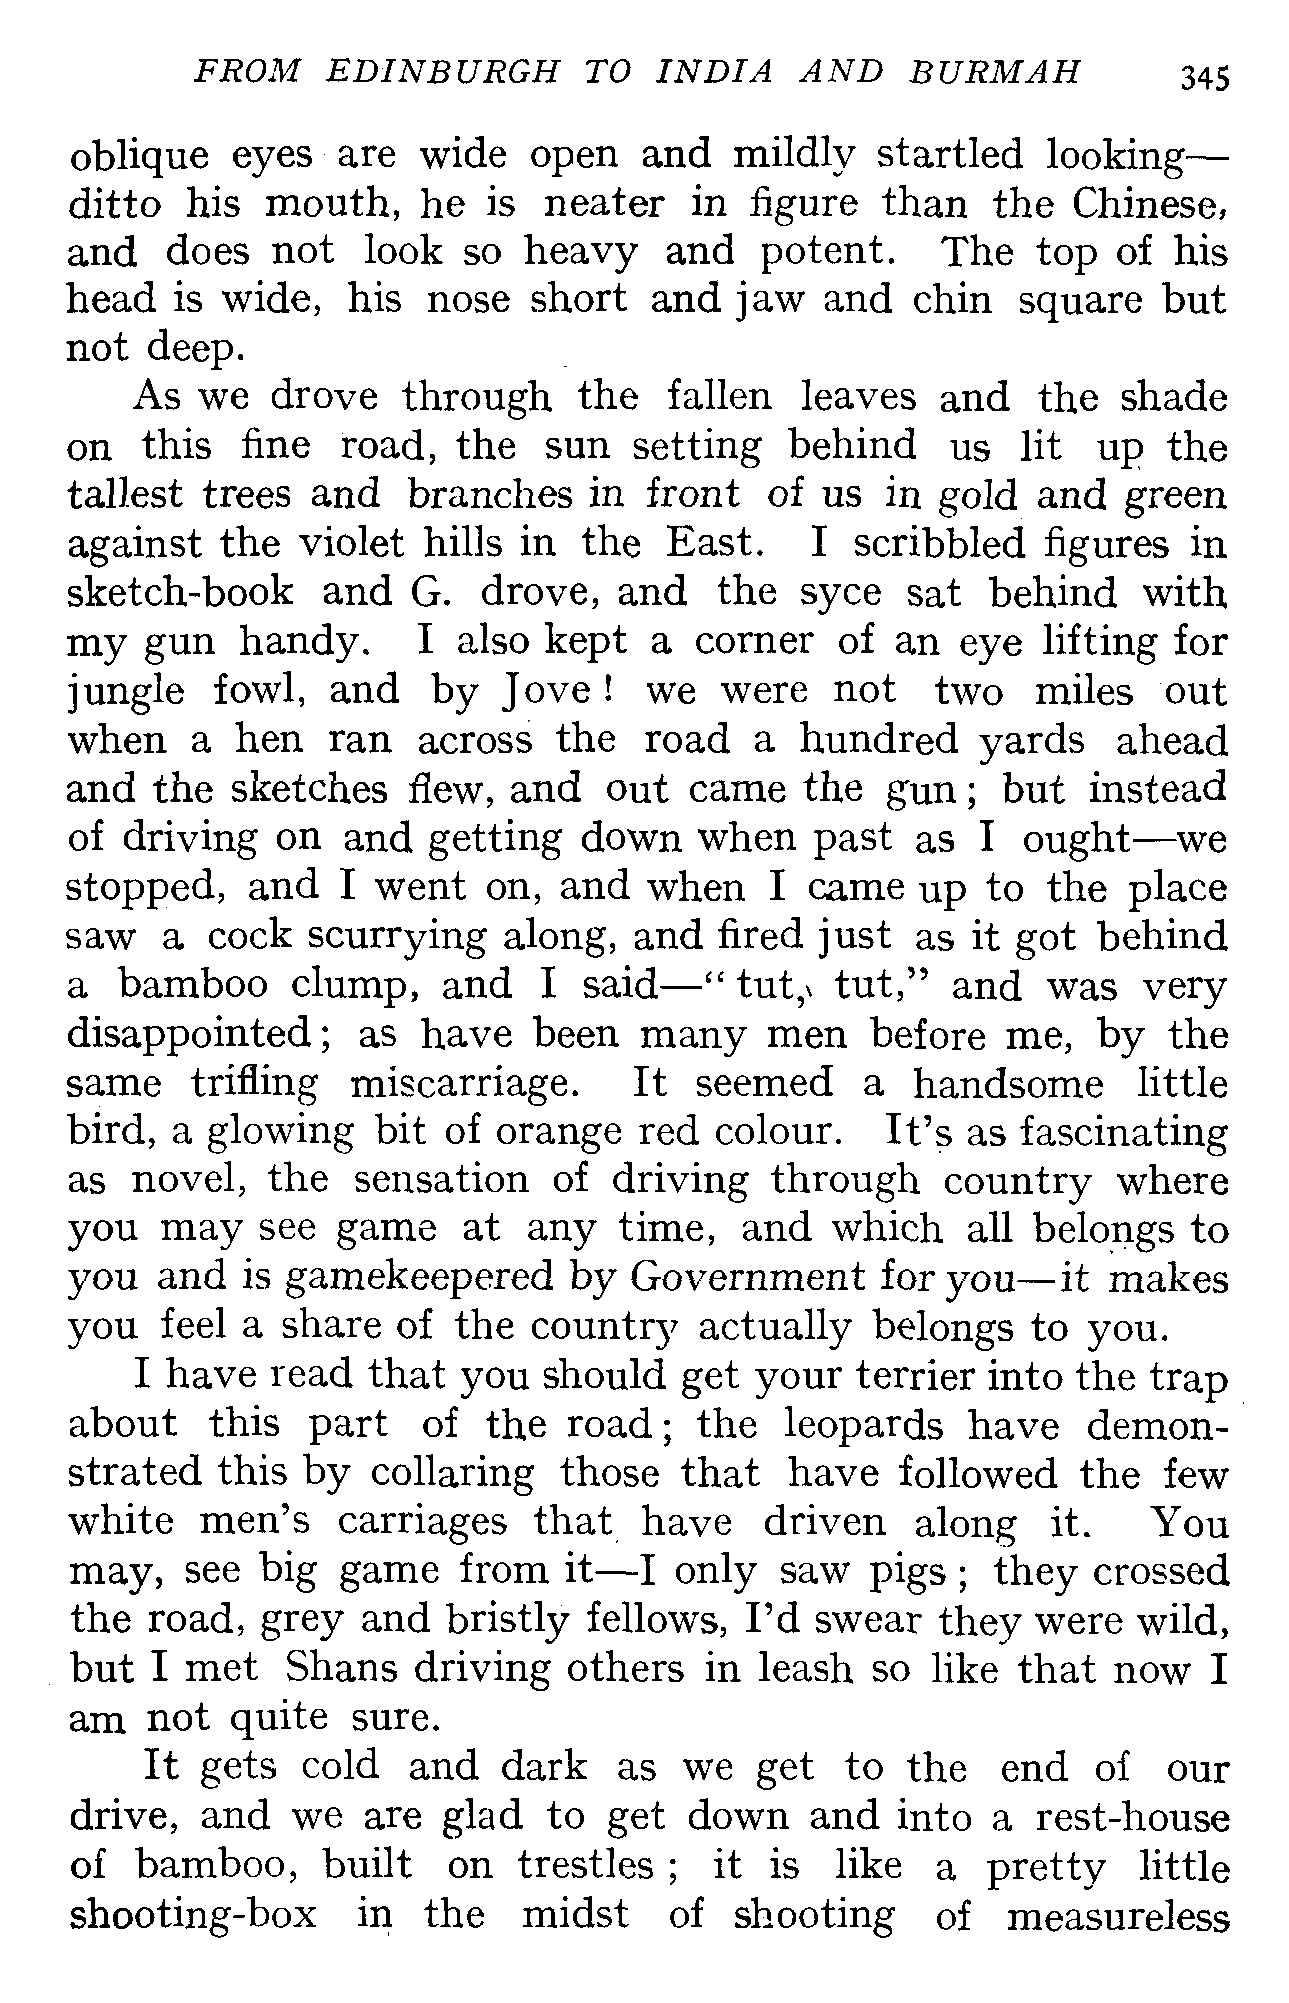 FROM EDINBURGH TO INDIA AND BURMAH 345
oblique eyes are wide open and mildly startled looking—
ditto his mouth, he is neater in figure than the Chinese,
and does not look so heavy and potent. The top of his
head is wide, his nose short and jaw and chin square but
not deep.
As we drove through the fallen leaves and the shade
on this fine road, the sun setting behind us lit up the
tallest trees and branches in front of us in gold and green
against the violet hills in the East. I scribbled figures in
sketch-book and G. drove, and the syce sat behind with
my gun handy. I also kept a corner of an eye lifting for
jungle fowl, and by Jove! we were not two miles out
when a hen ran across the road a hundred yards ahead
and the sketches flew, and out came the gun; but instead
of driving on and getting down when past as I ought—we
stopped, and I went on, and when I came up to the place
saw a cock scurrying along, and fired just as it got behind
a bamboo clump, and I said—“tut, tut,” and was very
disappointed; as have been many men before me, by the
same trifling miscarriage. It seemed a handsome little
bird, a glowing bit of orange red colour. It’s as fascinating
as novel, the sensation of driving through country where
you may see game at any time, and which all belongs to
you and is gamekeepered by Government for you—it makes
you feel a share of the country actually belongs to you.
I have read that you should get your terrier into the trap
about this part of the road; the leopards have demon-
strated this by collaring those that have followed the few
white men’s carriages that have driven along it. You
may, see big game from it—I only saw pigs; they crossed
the road, grey and bristly fellows, I’d swear they were wild,
but I met Shans driving others in leash so like that now I
am not quite sure.
It gets cold and dark as we get to the end of our
drive, and we are glad to get down and into a rest-house
of bamboo, built on trestles; it is like a pretty little
shooting-box in the midst of shooting of measureless